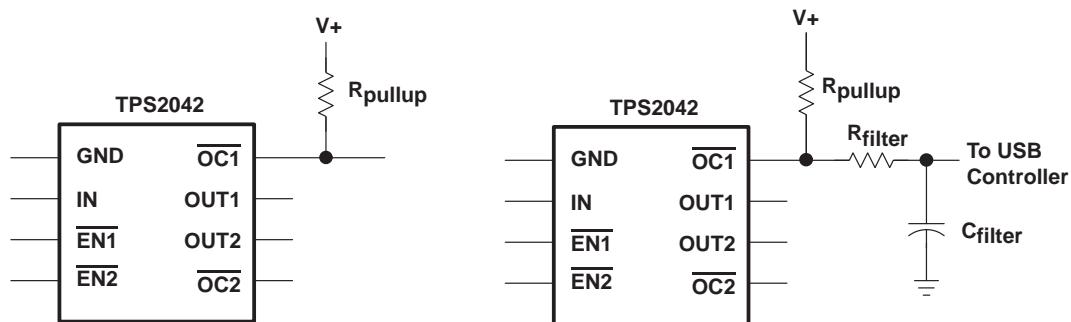 V+
Rpullup
TPS2042
GND
OC1
IN
OUT1
EN1
OUT2
EN2
OC2
V+
Rpullup
TPS2042
Rfilter
GND
OC1
To USB
Controller
IN
OUT1
EN1
OUT2
Cfilter
EN2
OC2